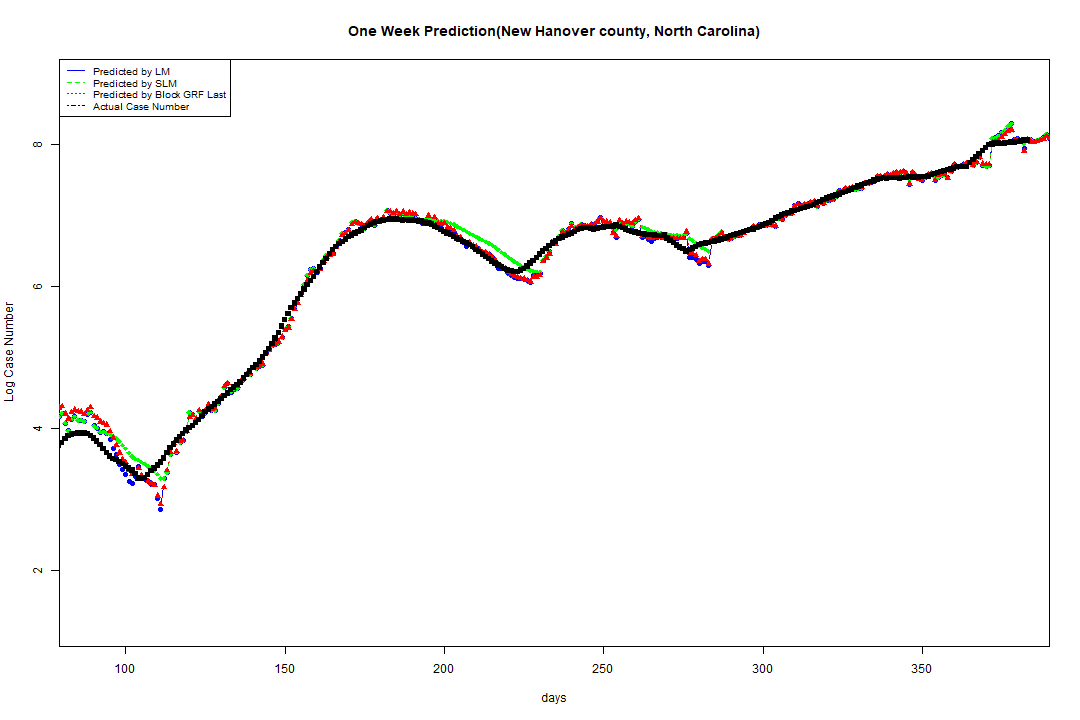 One Week Prediction(New Hanover county, North Carolina)
Predicted by LM
Predicted by SLM
Predicted by Block GRF Last
Actual Case Number
8
6
4
2
Log Case Number
100 150 200 250 300 350
days